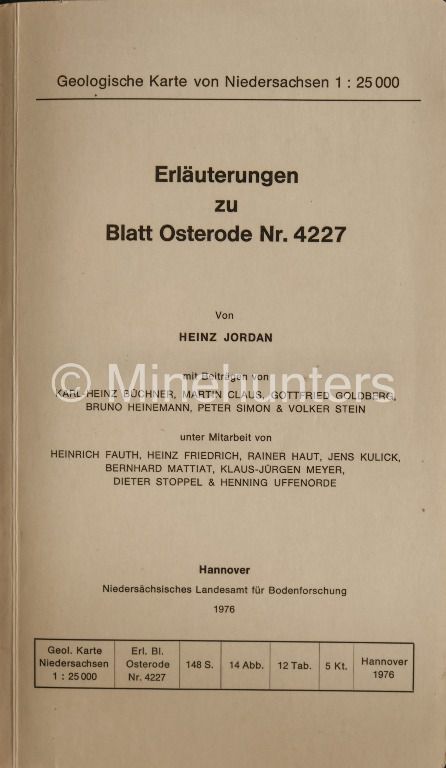 Geologische Karte von Niedersachsen 1 : 25 000
Erläuterungen
zu
Blatt Osterode Nr. 4227
Von
HEINZ JORDAN
mit Beiträgen von
© Minehunters
KARL-HEINZ BÜCHNER, MARTIN CLAUS, GOTTFRIED GOLDBERG,
BRUNO HEINEMANN, PETER SIMON & VOLKER STEIN
unter Mitarbeit von
HEINRICH FAUTH, HEINZ FRIEDRICH, RAINER HAUT, JENS KULICK,
BERNHARD MATTIAT, KLAUS-JÜRGEN MEYER,
DIETER STOPPEL & HENNING UFFENORDE
Hannover
Niedersächsisches Landesamt für Bodenforschung
1976
Geol. Karte
Niedersachsen
1 : 25 000
Erl. Bl.
Osterode
Nr. 4227
148 S.
14 Abb.
12 Tab.
5 Kt.
Hannover
1976